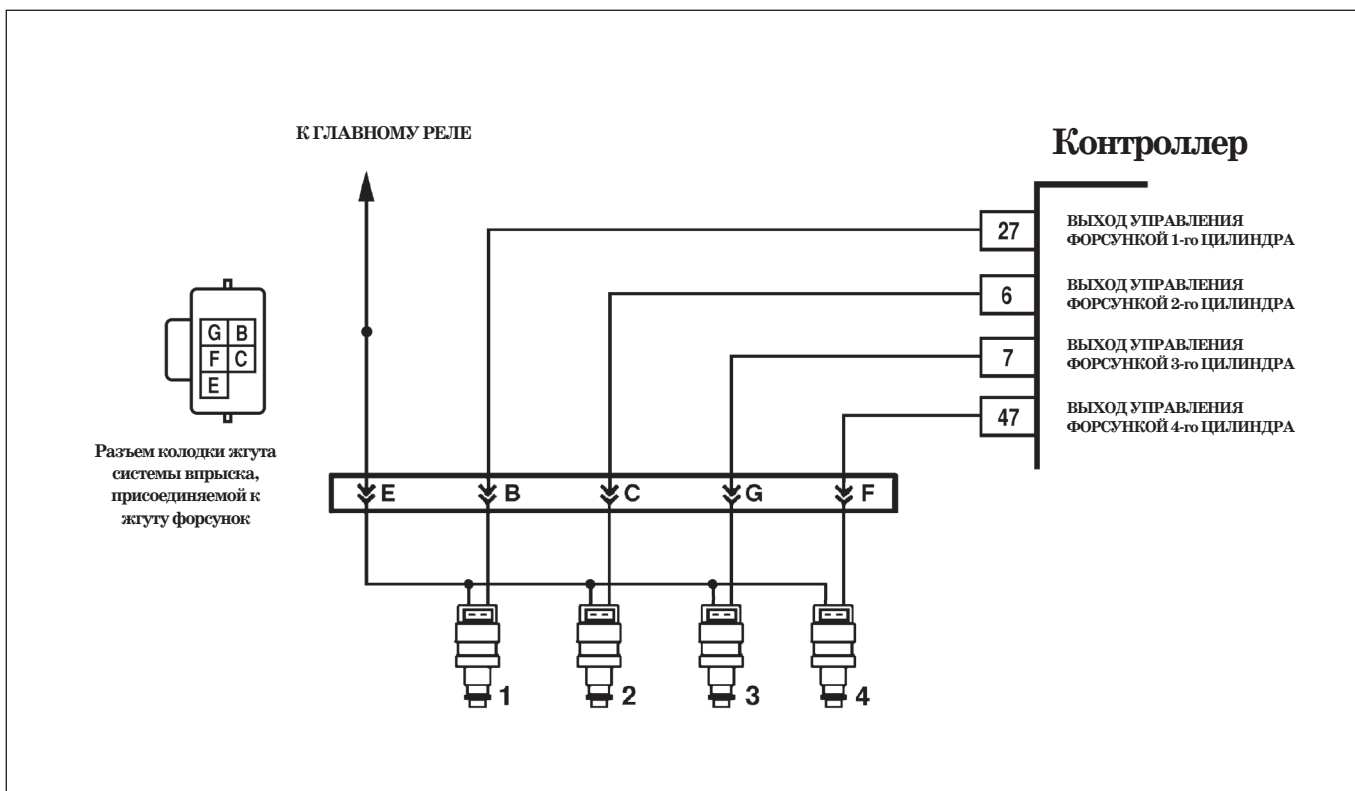 К ГЛАВНОМУ РЕЛЕ
Контроллер
27
ВЫХОД УПРАВЛЕНИЯ
ФОРСУНКОЙ 1-го ЦИЛИНДРА
6
ВЫХОД УПРАВЛЕНИЯ
ФОРСУНКОЙ 2-го ЦИЛИНДРА
7
ВЫХОД УПРАВЛЕНИЯ
ФОРСУНКОЙ 3-го ЦИЛИНДРА
47
ВЫХОД УПРАВЛЕНИЯ
ФОРСУНКОЙ 4-го ЦИЛИНДРА
G B
F C
E
Разъем колодки жгута
системы впрыска,
присоединяемой к
жгуту форсунок
E B C G F
1 2 3 4